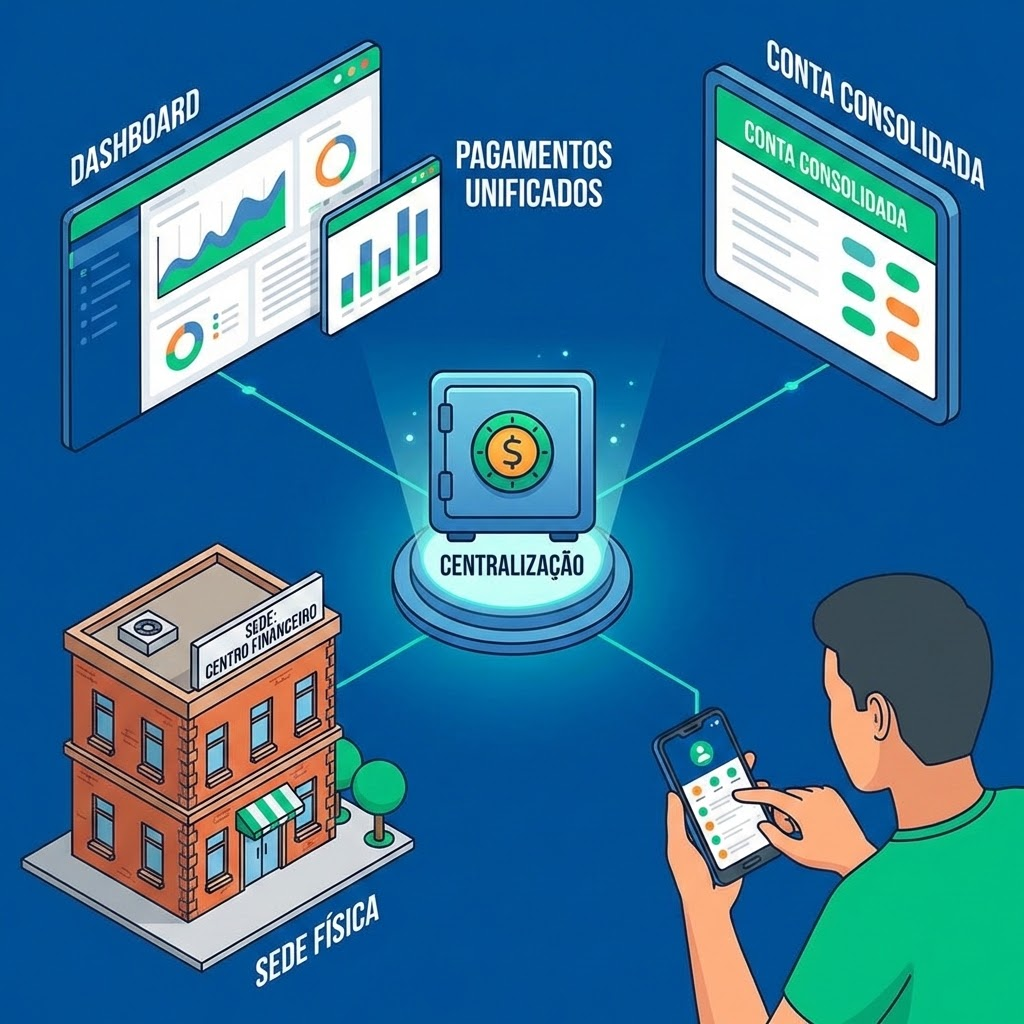 DASHBOARD
PAGAMENTOS
UNIFICADOS
CONTA CONSOLIDADA
CONTA CONSOLIDADA
$
CENTRALIZAÇÃO
SEDE:
CENTRO FINANCEIRO
SEDE FÍSICA